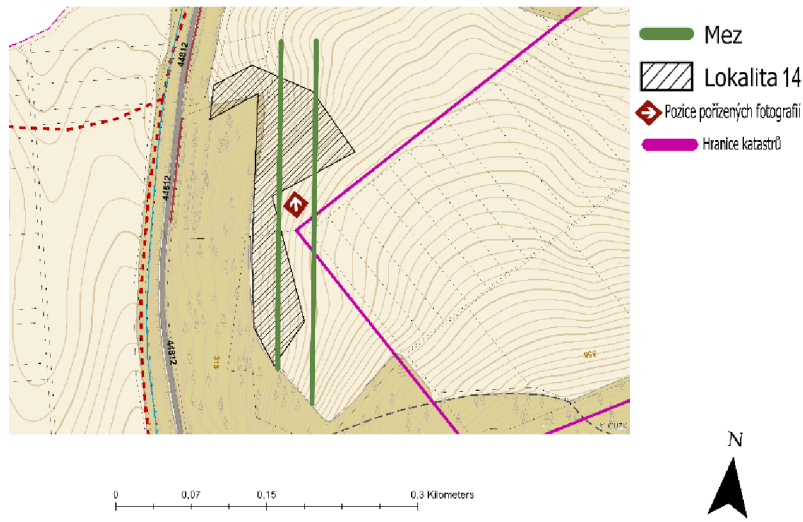 Mez
Lokalita 14
Pozice pořízených fotografií
Hranice katastrů
44812
44812
44812
318
N
0 0,07 0,15 0,3 Kilometers